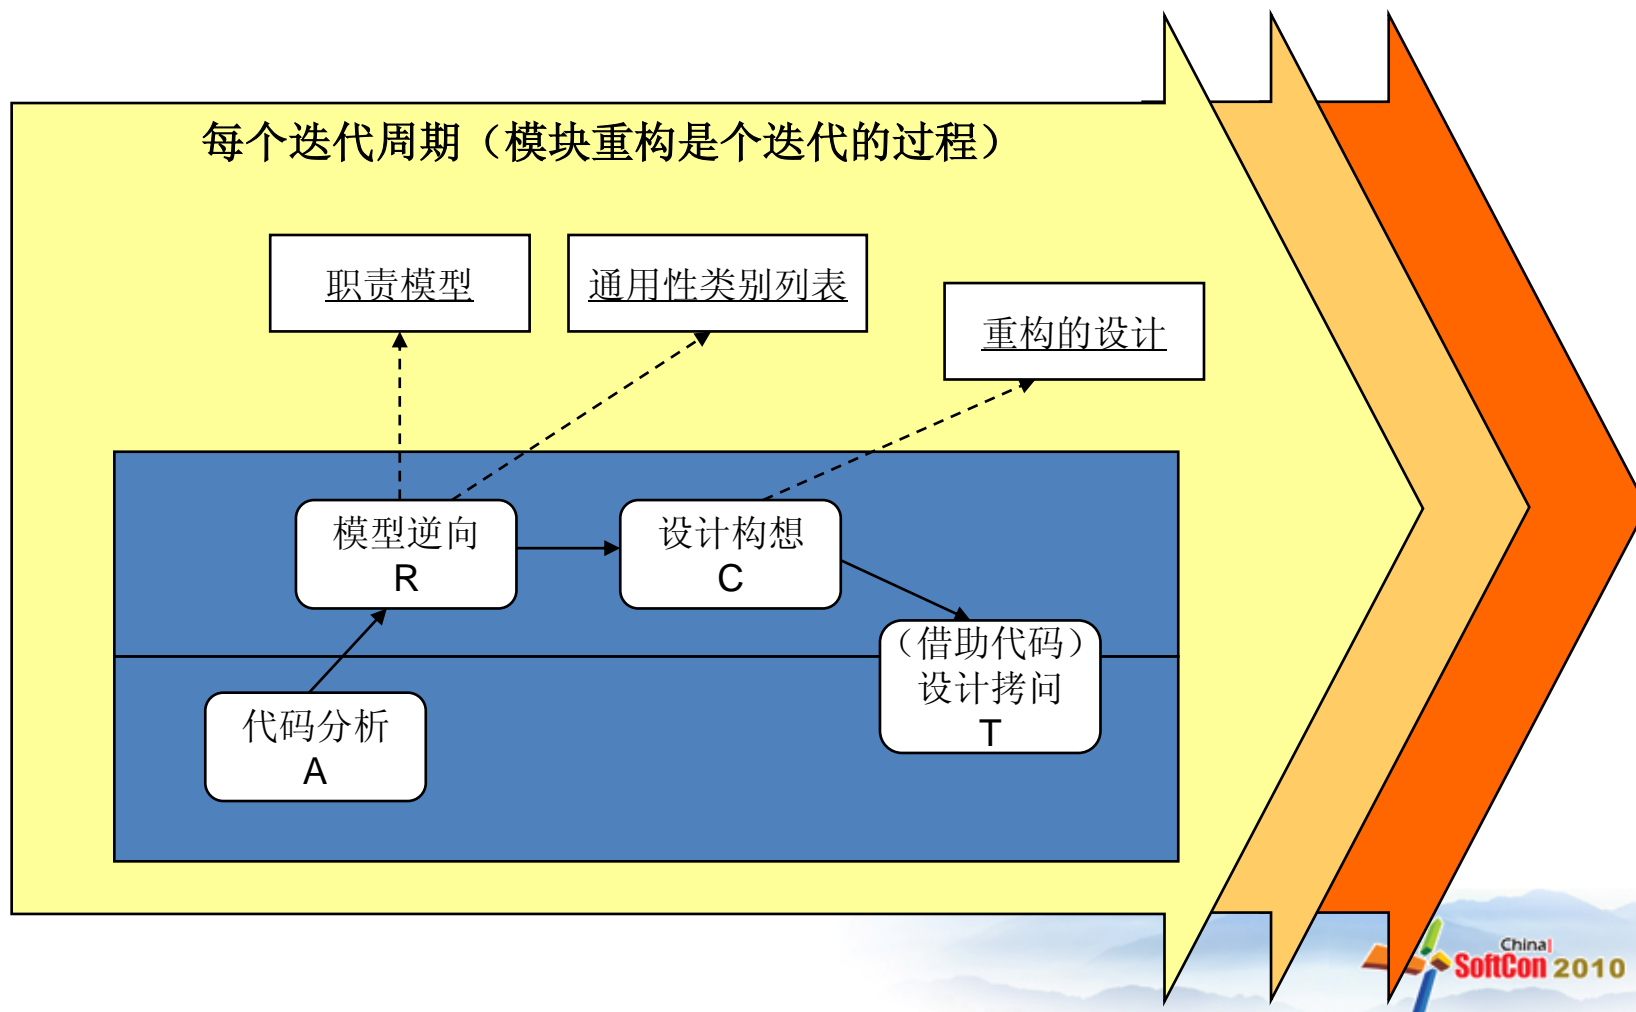 每个迭代周期（模块重构是个迭代的过程）
职责模型
通用性类别列表
重构的设计
模型逆向
R
设计构想
C
（借助代码）
设计拷问
T
代码分析
A
China
SoftCon 2010